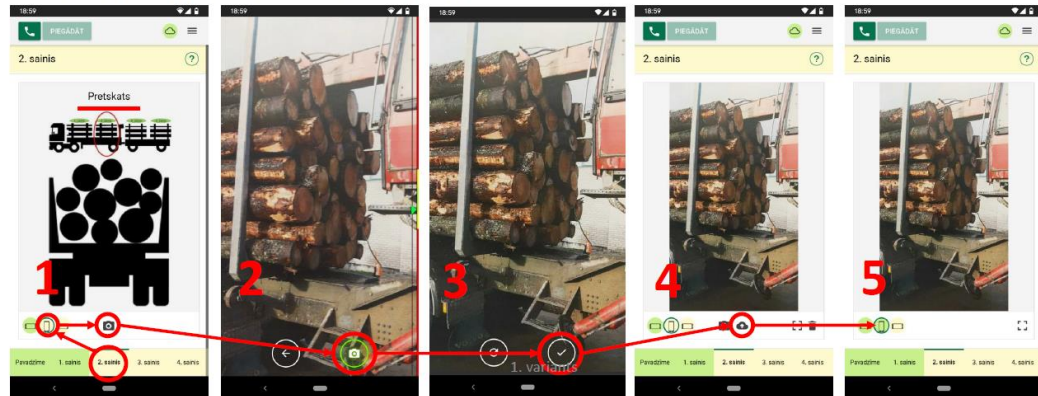 18:59
PIEGĀDĀT
2. sainis
?
Pretskats
1
Pavadzīme 1. sainis 2. sainis 3. sainis 4. sainis
18:59
2
18:59
3
1. variants
18:59
PIEGĀDĀT
2. sainis
?
4
Pavadzīme 1. sainis 2. sainis 3. sainis 4. sainis
18:59
PIEGĀDĀT
2. sainis
?
5
Pavadzīme 1. sainis 2. sainis 3. sainis 4. sainis